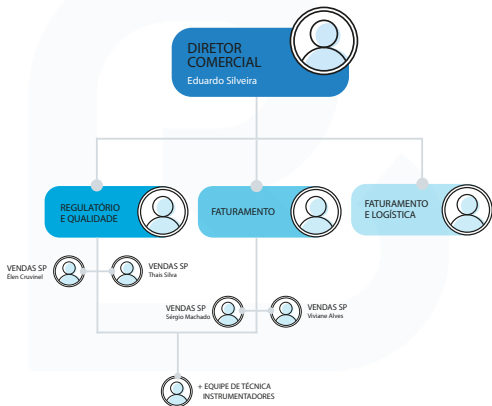 DIRETOR
COMERCIAL
Eduardo Silveira
REGULATÓRIO
E QUALIDADE
FATURAMENTO
FATURAMENTO
E LOGÍSTICA
VENDAS SP
Élen Cruvinel
VENDAS SP
Thais Silva
VENDAS SP
Sérgio Machado
VENDAS SP
Viviane Alves
+ EQUIPE DE TÉCNICA
INSTRUMENTADORES